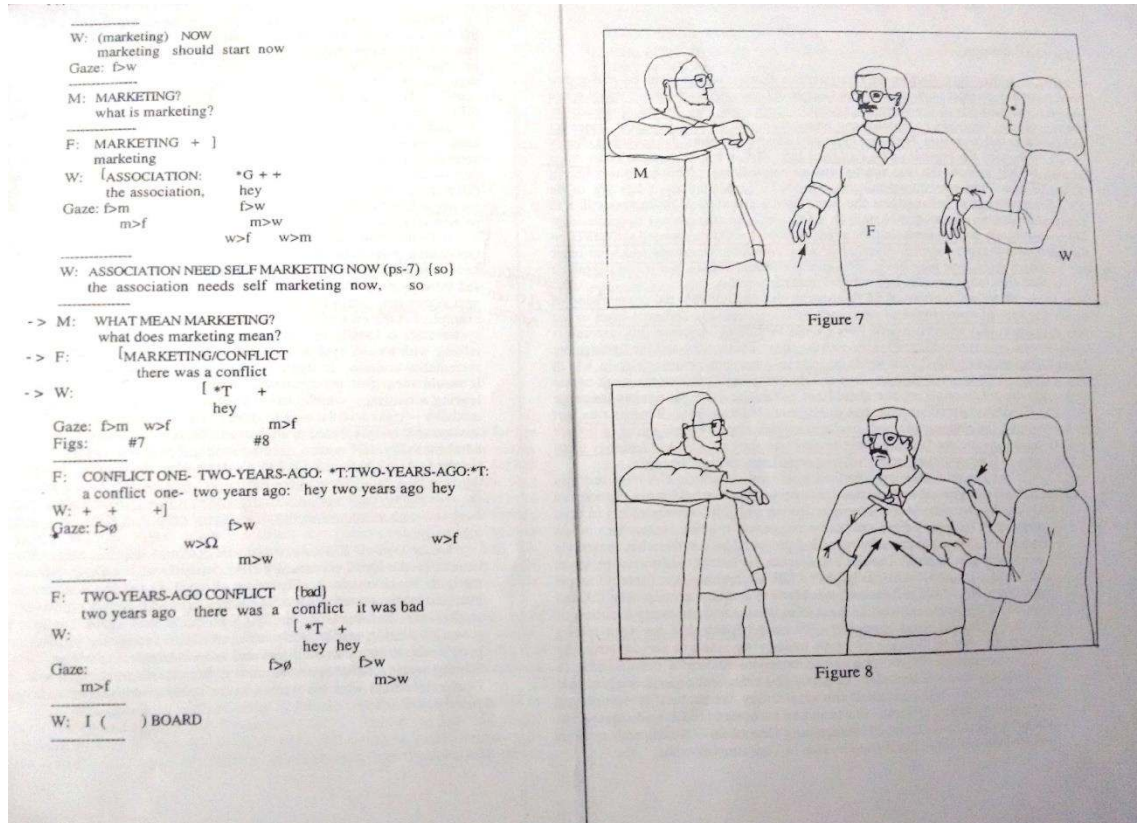 W: (marketing) NOW
marketing should start now
Gaze: f>w
M: MARKETING?
what is marketing?
F: MARKETING + ]
marketing
W: [ASSOCIATION: *G + +
the association, hey
Gaze: f>m f>w
m>f m>w
w>f w>m
W: ASSOCIATION NEED SELF MARKETING NOW (ps-7) {so}
the association needs self marketing now, so
- > M: WHAT MEAN MARKETING?
what does marketing mean?
- > F: [MARKETING/CONFLICT
there was a conflict
- > W: [ *T +
hey
Gaze: f>m w>f m>f
Figs: #7 #8
F: CONFLICT ONE- TWO-YEARS-AGO: *T:TWO-YEARS-AGO:*T:
a conflict one- two years ago: hey two years ago hey
W: + + +]
Gaze: f>ø f>w
w>Ω w>f
m>w
F: TWO-YEARS-AGO CONFLICT {bad}
two years ago there was a conflict it was bad
W: [ *T +
hey hey
Gaze: f>ø f>w
m>f m>w
W: I ( ) BOARD
M
F
W
Figure 7
Figure 8